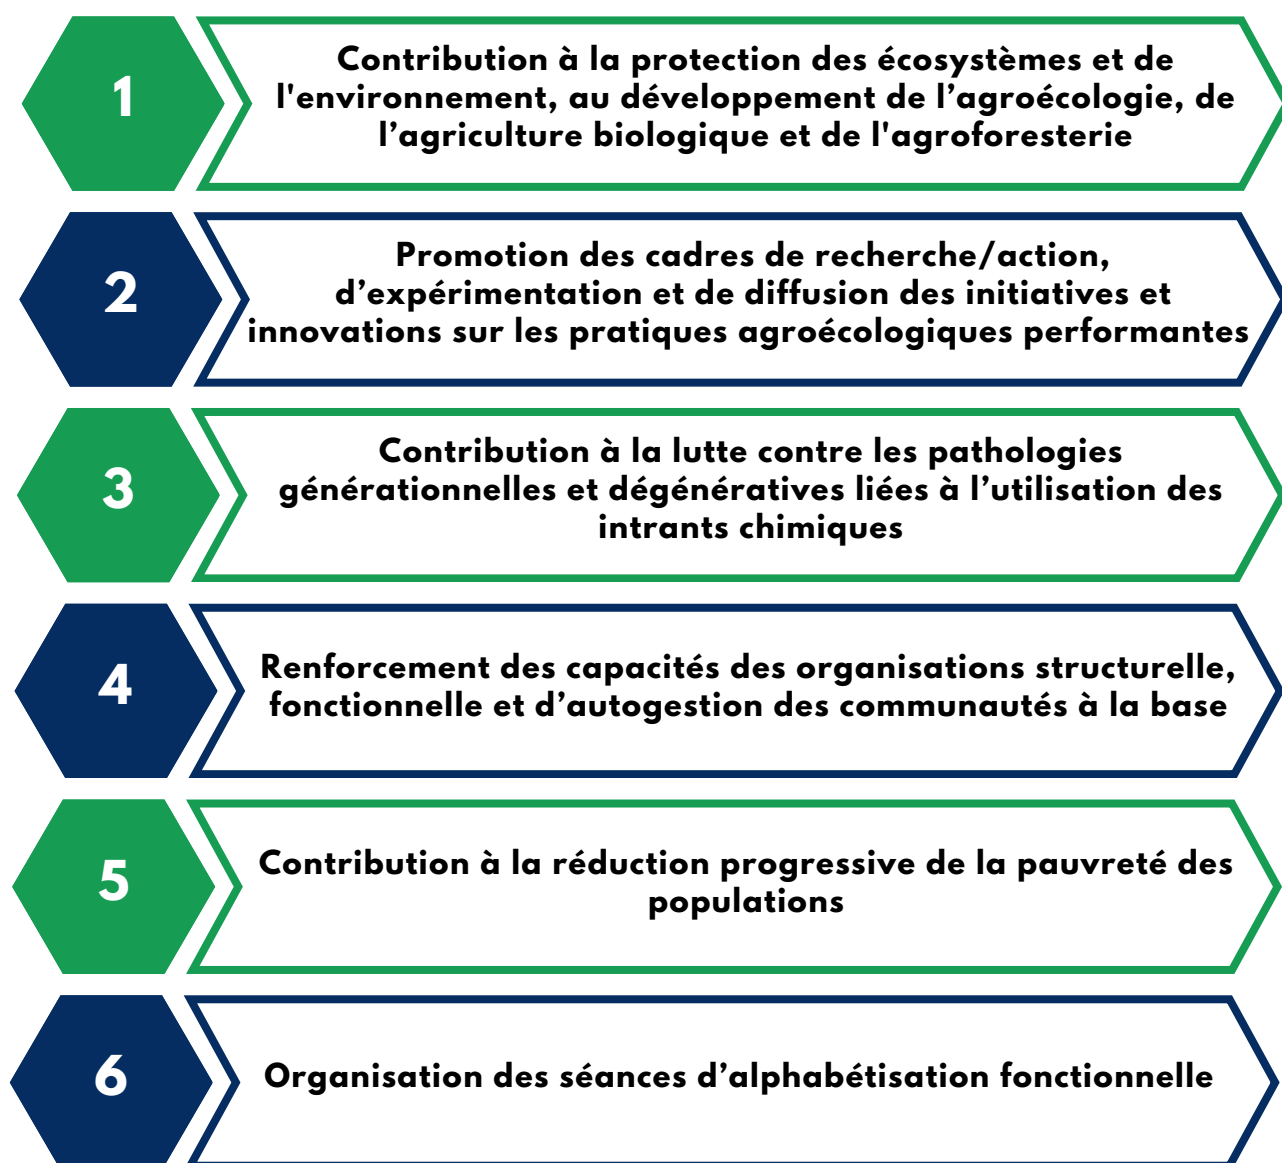 1
Contribution à la protection des écosystèmes et de
l'environnement, au développement de l’agroécologie, de
l’agriculture biologique et de l'agroforesterie
2
Promotion des cadres de recherche/action,
d’expérimentation et de diffusion des initiatives et
innovations sur les pratiques agroécologiques performantes
3
Contribution à la lutte contre les pathologies
générationnelles et dégénératives liées à l’utilisation des
intrants chimiques
4
Renforcement des capacités des organisations structurelle,
fonctionnelle et d’autogestion des communautés à la base
5
Contribution à la réduction progressive de la pauvreté des
populations
6
Organisation des séances d’alphabétisation fonctionnelle